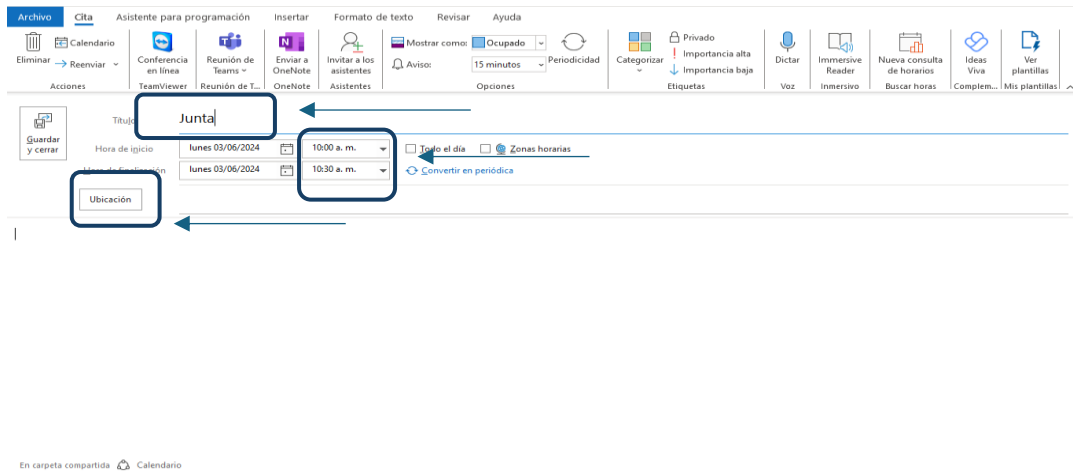 Archivo Cita Asistente para programación Insertar Formato de texto Revisar Ayuda
Eliminar
Calendario
Reenviar
Acciones
Conferencia en línea
TeamViewer
Reunión de Teams
Reunión de T...
Enviar a OneNote
OneNote
Invitar a los asistentes
Asistentes
Mostrar como: Ocupado
Aviso: 15 minutos
Periodicidad
Opciones
Categorizar
Privado
Importancia alta
Importancia baja
Etiquetas
Dictar
Voz
Immersive Reader
Inmersivo
Nueva consulta de horarios
Buscar horas
Ideas Viva
Complem...
Ver plantillas
Mis plantillas
Guardar y cerrar
Título Junta
Hora de inicio lunes 03/06/2024 10:00 a. m. Todo el día Zonas horarias
Hora de finalización lunes 03/06/2024 10:30 a. m. Convertir en periódica
Ubicación
En carpeta compartida Calendario